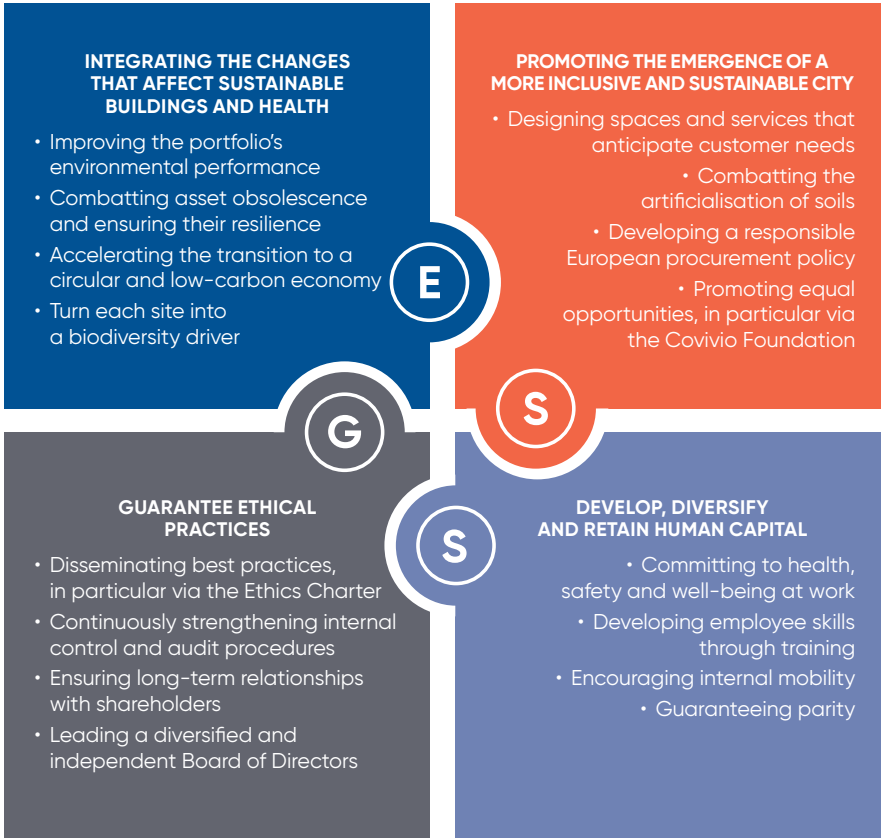 INTEGRATING THE CHANGES
THAT AFFECT SUSTAINABLE
BUILDINGS AND HEALTH
• Improving the portfolio's
environmental performance
• Combatting asset obsolescence
and ensuring their resilience
• Accelerating the transition to a
circular and low-carbon economy
• Turn each site into
a biodiversity driver
E
PROMOTING THE EMERGENCE OF A
MORE INCLUSIVE AND SUSTAINABLE CITY
• Designing spaces and services that
anticipate customer needs
• Combatting the
artificialisation of soils
• Developing a responsible
European procurement policy
• Promoting equal
opportunities, in particular via
the Covivio Foundation
S
G
GUARANTEE ETHICAL
PRACTICES
• Disseminating best practices,
in particular via the Ethics Charter
• Continuously strengthening internal
control and audit procedures
• Ensuring long-term relationships
with shareholders
• Leading a diversified and
independent Board of Directors
S
DEVELOP, DIVERSIFY
AND RETAIN HUMAN CAPITAL
• Committing to health,
safety and well-being at work
• Developing employee skills
through training
• Encouraging internal mobility
• Guaranteeing parity